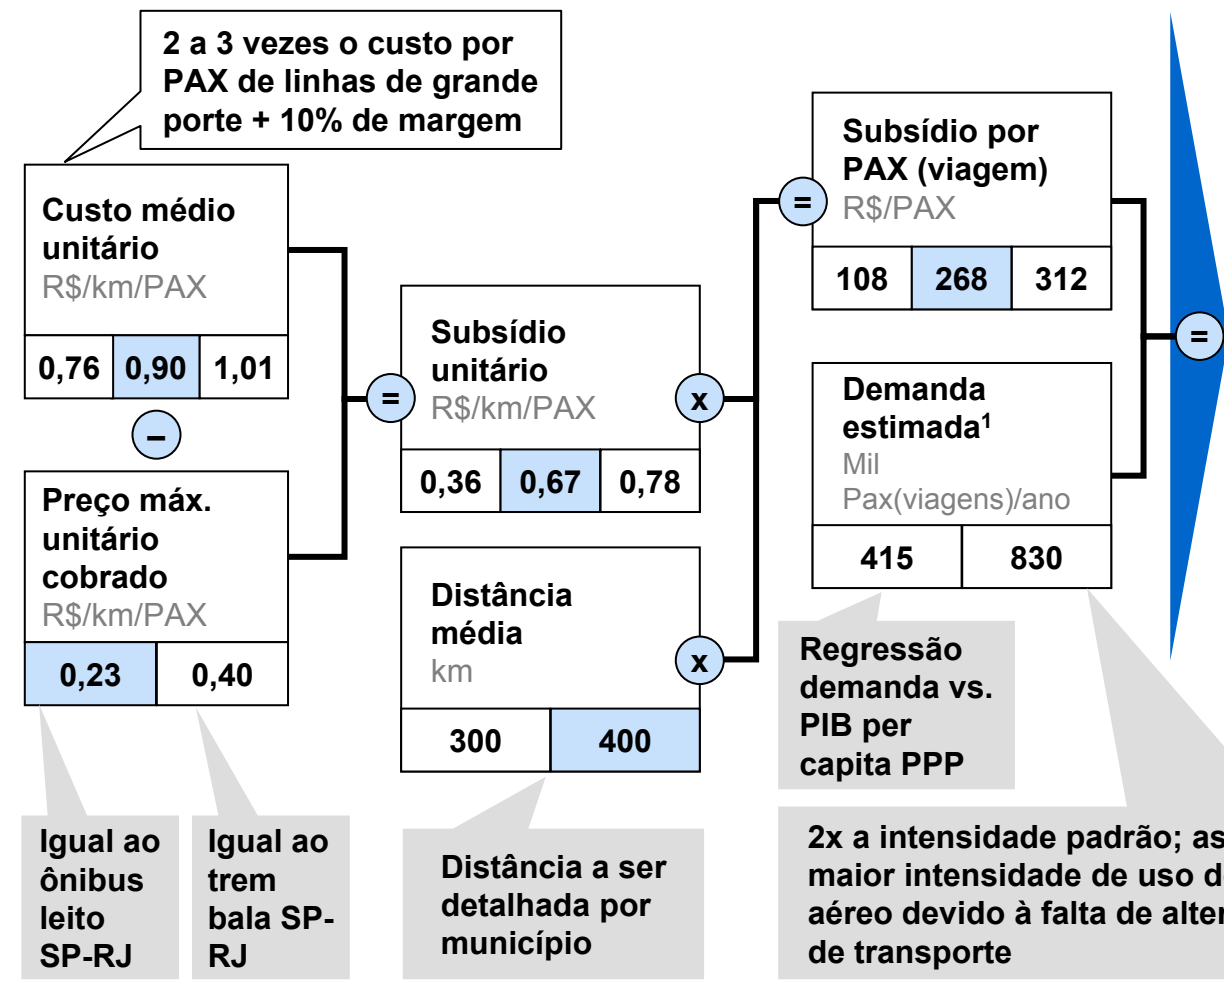 2 a 3 vezes o custo por
PAX de linhas de grande
porte + 10% de margem
Custo médio
unitário
R$/km/PAX
0,76 0,90 1,01
–
Preço máx.
unitário
cobrado
R$/km/PAX
0,23 0,40
Igual ao
ônibus
leito
SP-RJ
Igual ao
trem
bala SP-
RJ
=
Subsídio
unitário
R$/km/PAX
x
0,36 0,67 0,78
Distância
média
km
x
300 400
Distância a ser
detalhada por
município
=
Subsídio por
PAX (viagem)
R$/PAX
108 268 312
Demanda
estimada¹
Mil
Pax(viagens)/ano
415 830
=
Regressão
demanda vs.
PIB per
capita PPP
2x a intensidade padrão;
maior intensidade de uso
aéreo devido à falta de
de transporte